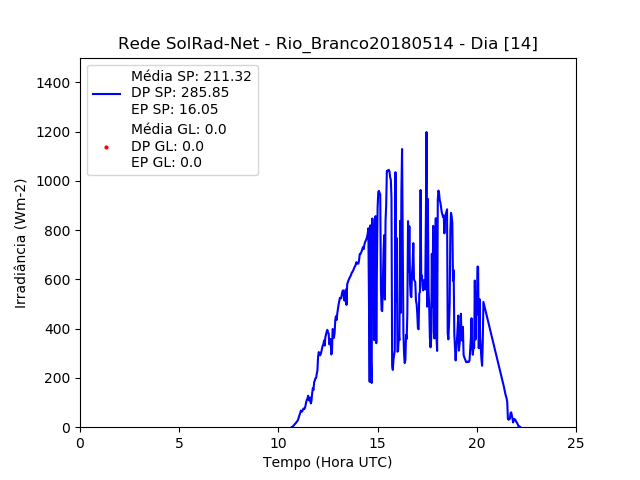 Rede SolRad-Net - Rio_Branco20180514 - Dia [14]
Média SP: 211.32
DP SP: 285.85
EP SP: 16.05
Média GL: 0.0
DP GL: 0.0
EP GL: 0.0
Irradiância (Wm-2)
1400
1200
1000
800
600
400
200
0
0 5 10 15 20 25
Tempo (Hora UTC)